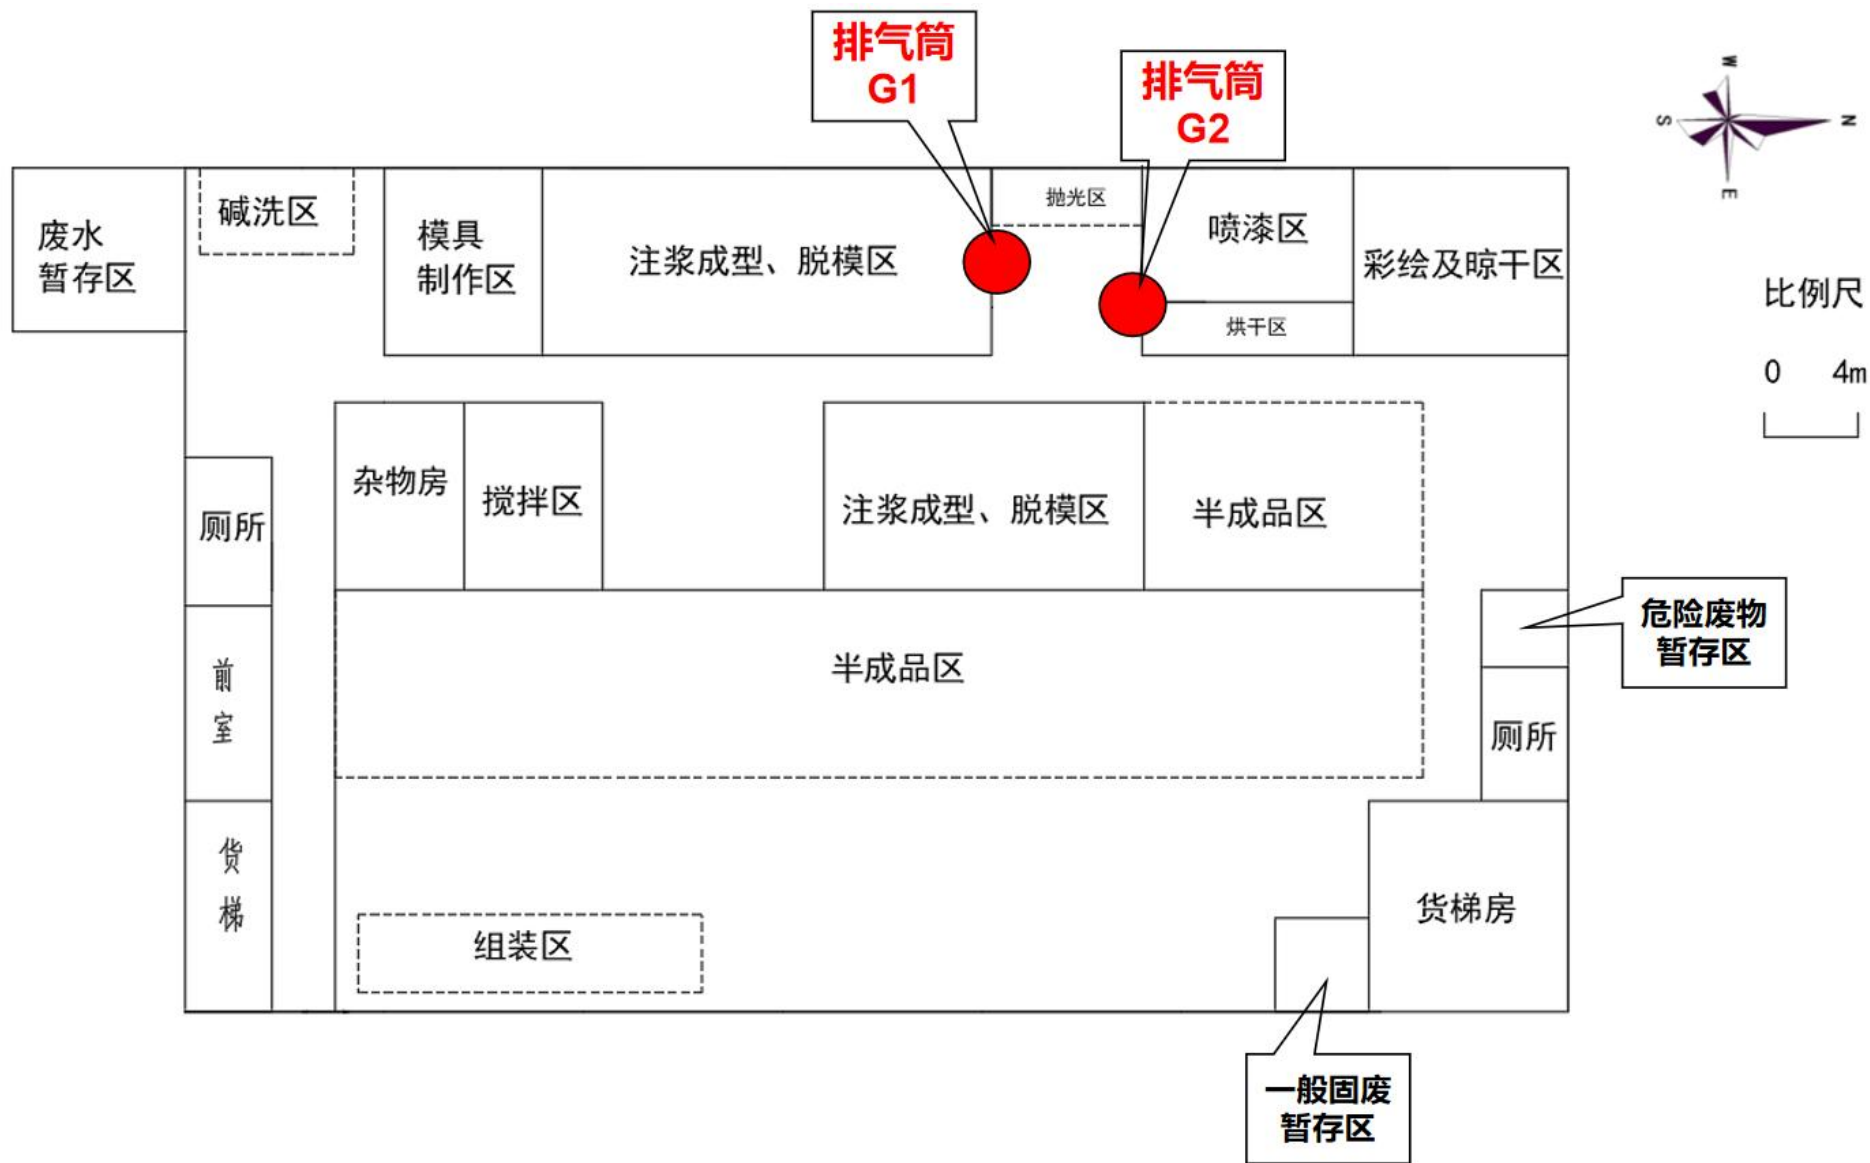 排气筒
G1
排气筒
G2
W
S
N
E
废水
暂存区
碱洗区
模具
制作区
注浆成型、脱模区
抛光区
喷漆区
烘干区
彩绘及晾干区
比例尺
0 4m
杂物房
搅拌区
注浆成型、脱模区
半成品区
厕所
前
室
半成品区
危险废物
暂存区
厕所
货
梯
组装区
货梯房
一般固废
暂存区